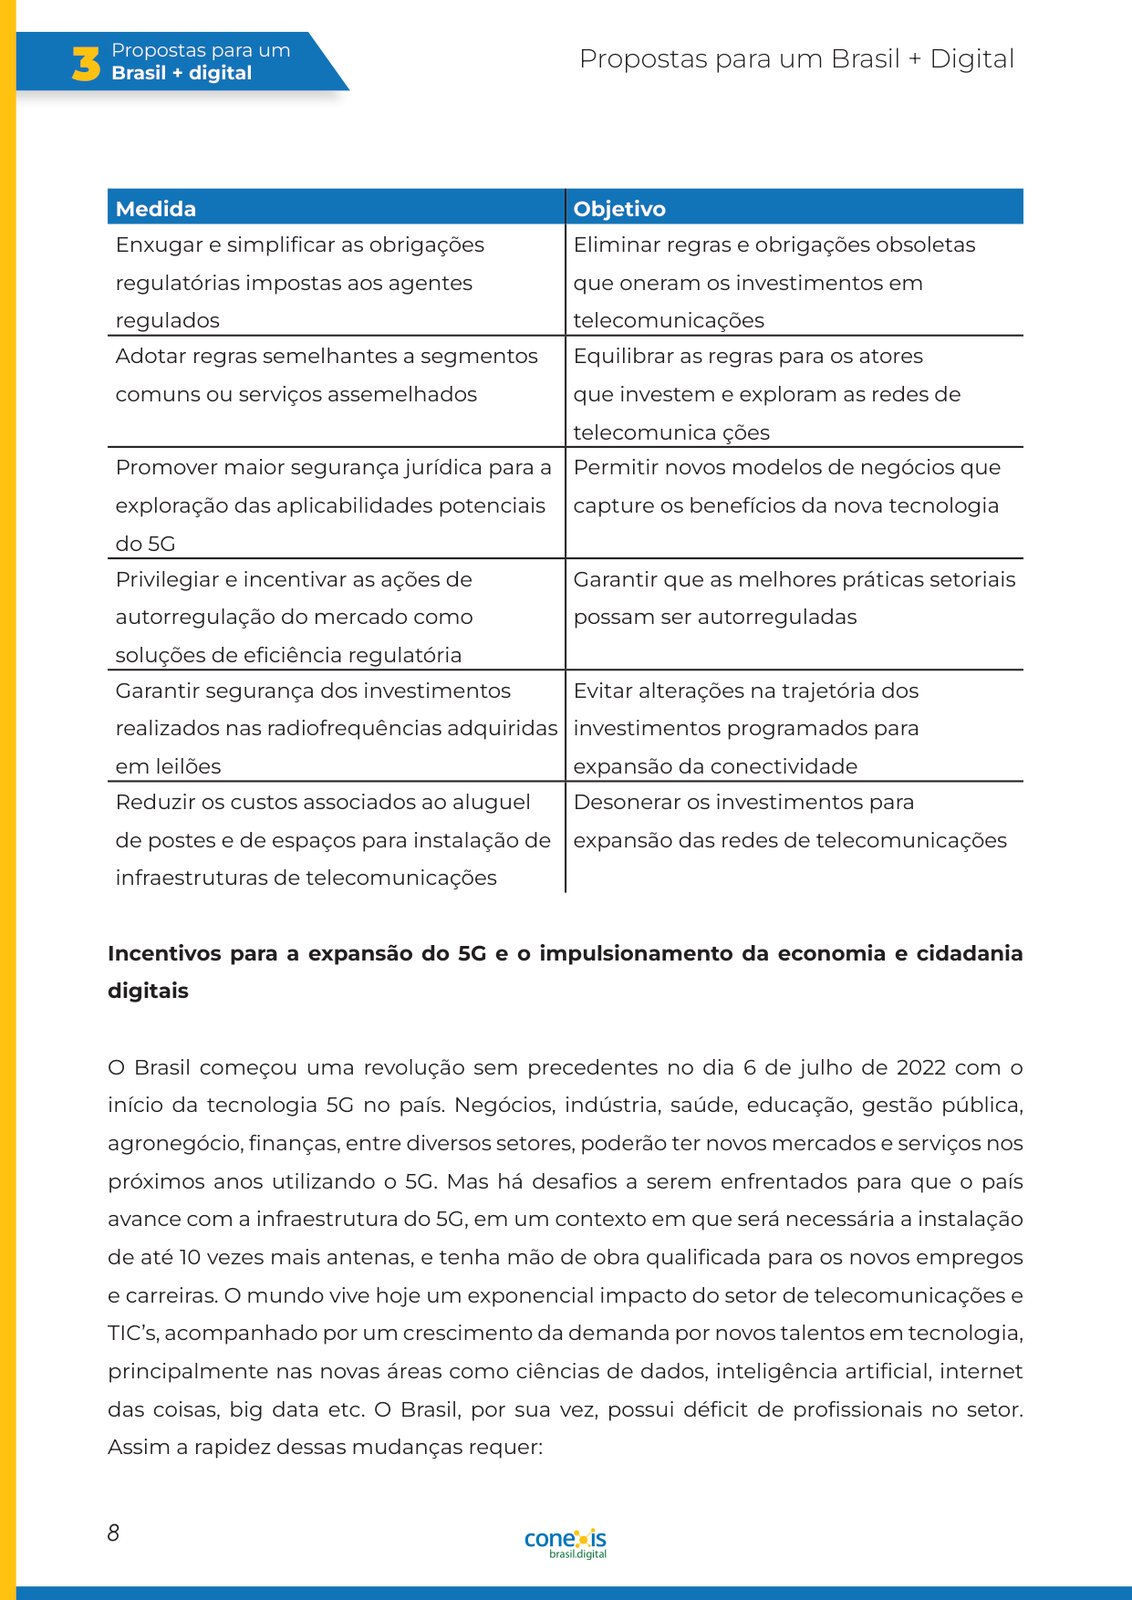 3 Propostas para um
Brasil + digital
Propostas para um Brasil + Digital
Medida
Objetivo
Enxugar e simplificar as obrigações
regulatórias impostas aos agentes
regulados
Eliminar regras e obrigações obsoletas
que oneram os investimentos em
telecomunicações
Adotar regras semelhantes a segmentos
comuns ou serviços assemelhados
Equilibrar as regras para os atores
que investem e exploram as redes de
telecomunica ções
Promover maior segurança jurídica para a
exploração das aplicabilidades potenciais
do 5G
Permitir novos modelos de negócios que
capture os benefícios da nova tecnologia
Privilegiar e incentivar as ações de
autorregulação do mercado como
soluções de eficiência regulatória
Garantir que as melhores práticas setoriais
possam ser autorreguladas
Garantir segurança dos investimentos
realizados nas radiofrequências adquiridas
em leilões
Evitar alterações na trajetória dos
investimentos programados para
expansão da conectividade
Reduzir os custos associados ao aluguel
de postes e de espaços para instalação de
infraestruturas de telecomunicações
Desonerar os investimentos para
expansão das redes de telecomunicações
Incentivos para a expansão do 5G e o impulsionamento da economia e cidadania
digitais
O Brasil começou uma revolução sem precedentes no dia 6 de julho de 2022 com o
início da tecnologia 5G no país. Negócios, indústria, saúde, educação, gestão pública,
agronegócio, finanças, entre diversos setores, poderão ter novos mercados e serviços nos
próximos anos utilizando o 5G. Mas há desafios a serem enfrentados para que o país
avance com a infraestrutura do 5G, em um contexto em que será necessária a instalação
de até 10 vezes mais antenas, e tenha mão de obra qualificada para os novos empregos
e carreiras. O mundo vive hoje um exponencial impacto do setor de telecomunicações e
TIC’s, acompanhado por um crescimento da demanda por novos talentos em tecnologia,
principalmente nas novas áreas como ciências de dados, inteligência artificial, internet
das coisas, big data etc. O Brasil, por sua vez, possui déficit de profissionais no setor.
Assim a rapidez dessas mudanças requer:
8
conexis
brasil.digital